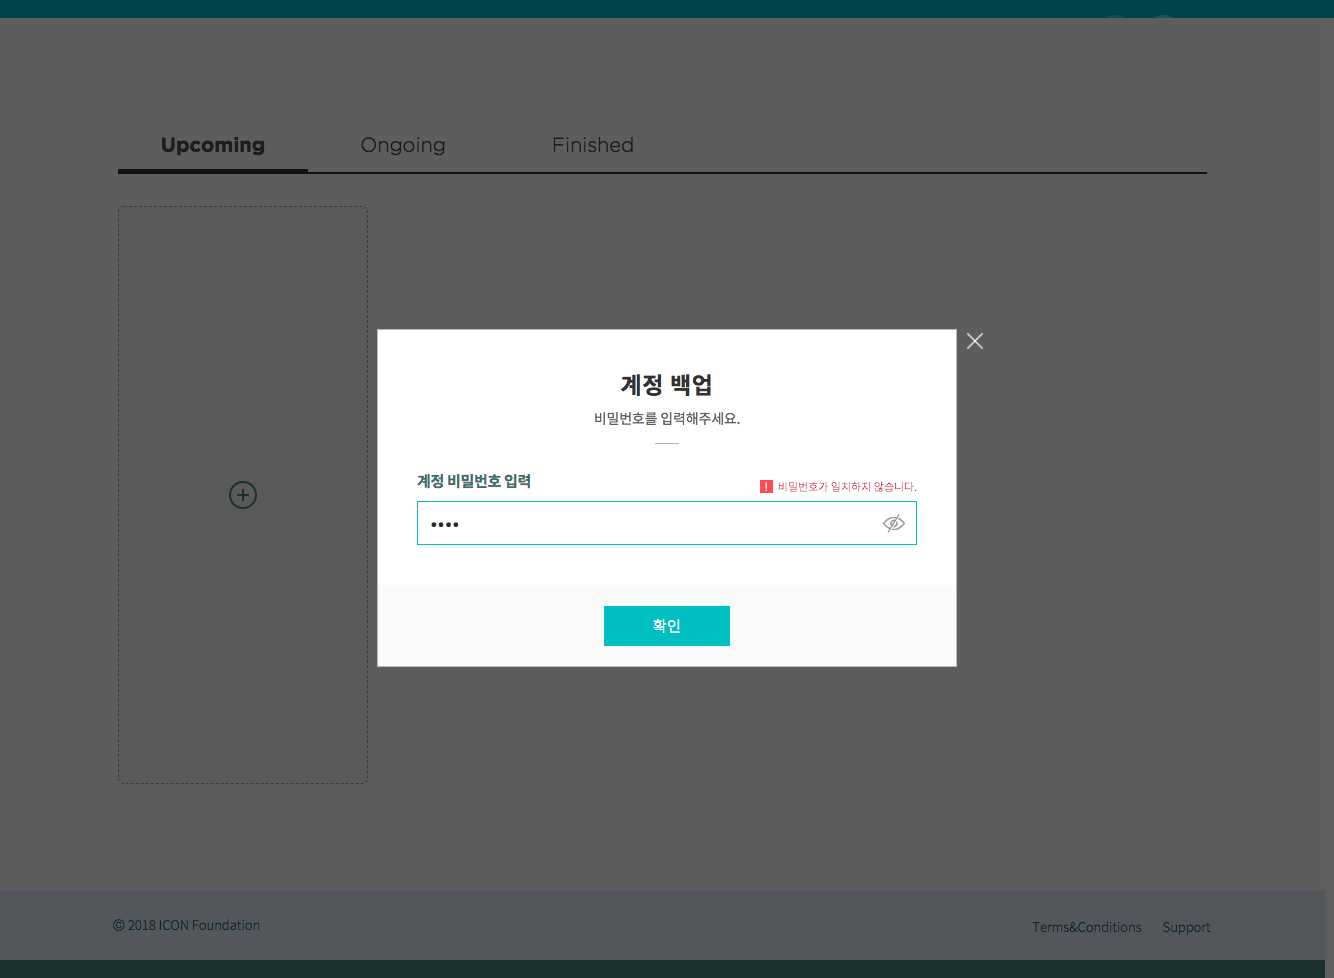 Upcoming
Ongoing
Finished
계정 백업
비밀번호를 입력해주세요.
계정 비밀번호 입력
! 비밀번호가 일치하지 않습니다.
••••
확인
© 2018 ICON Foundation
Terms&Conditions
Support